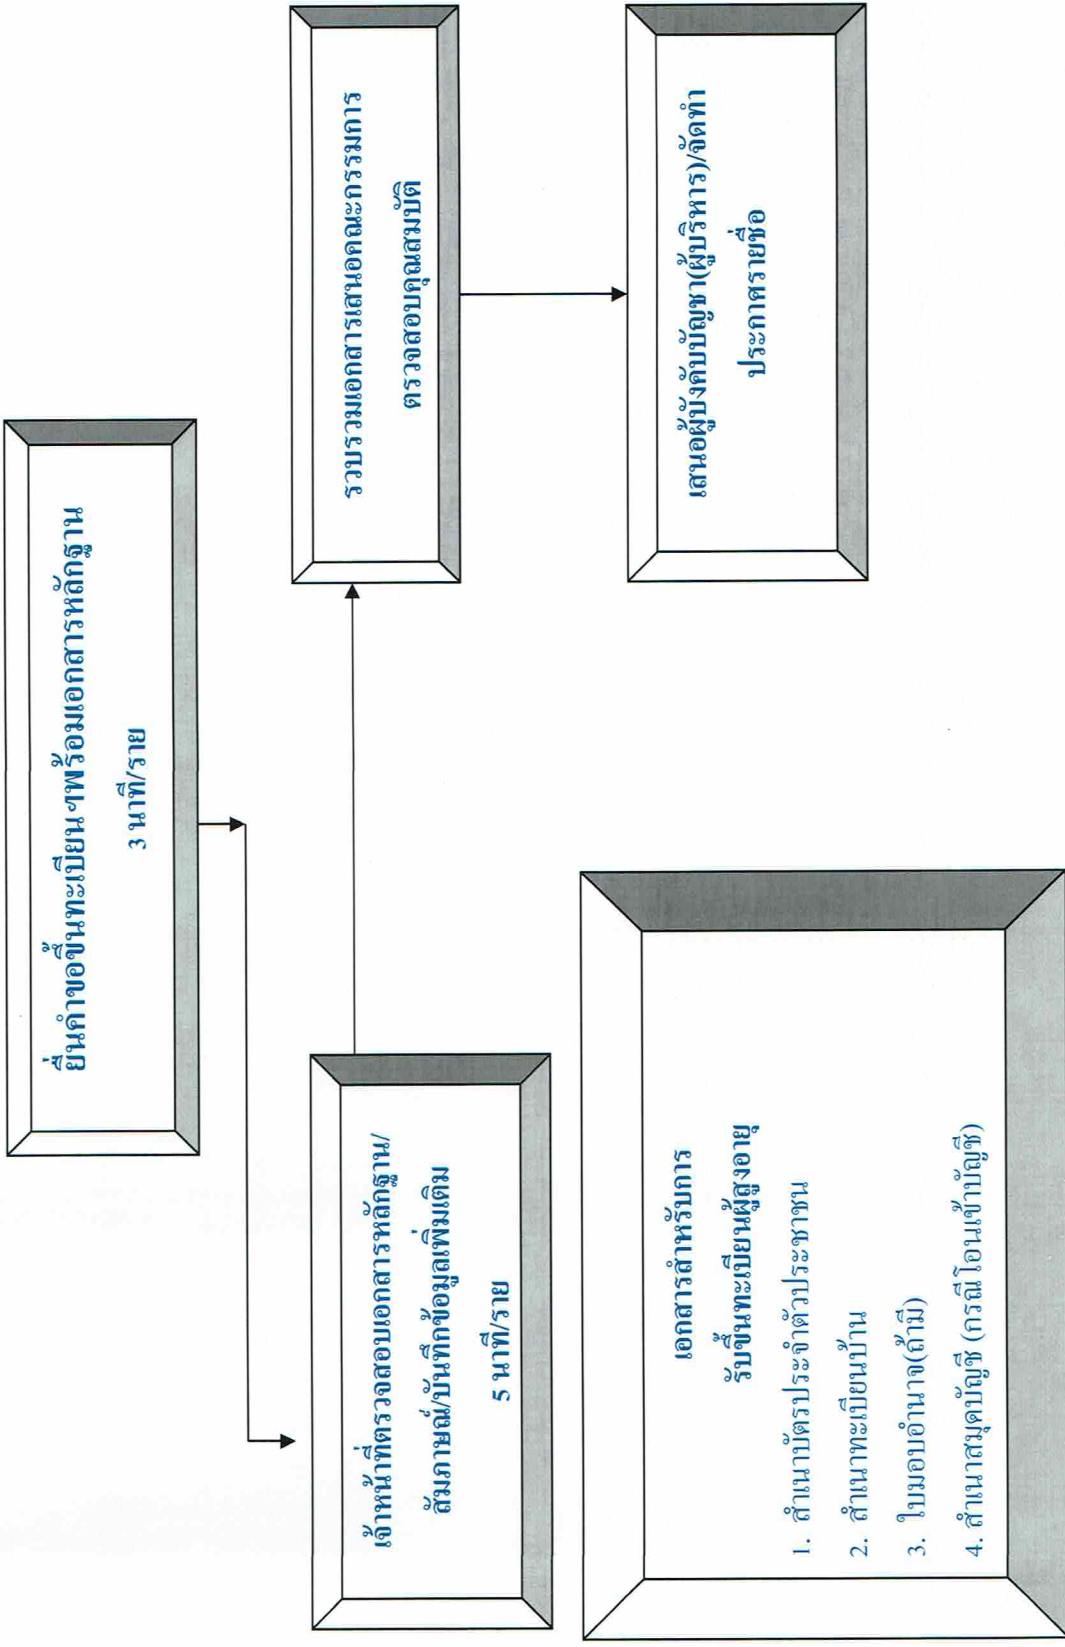 ยื่นคำขอขึ้นทะเบียนฯพร้อมเอกสารหลักฐาน
3 นาที/ราย
เจ้าหน้าที่ตรวจสอบเอกสารหลักฐาน/
สัมภาษณ์/บันทึกข้อมูลเพิ่มเติม
5 นาที/ราย
รวบรวมเอกสารเสนอคณะกรรมการ
ตรวจสอบคุณสมบัติ
เสนอผู้บังคับบัญชา(ผู้บริหาร)/จัดทำ
ประกาศรายชื่อ
เอกสารสำหรับการ
รับขึ้นทะเบียนผู้สูงอายุ
1. สำเนาบัตรประจำตัวประชาชน
2. สำเนาทะเบียนบ้าน
3. ใบมอบอำนาจ(ถ้ามี)
4. สำเนาสมุดบัญชี (กรณีโอนเข้าบัญชี)